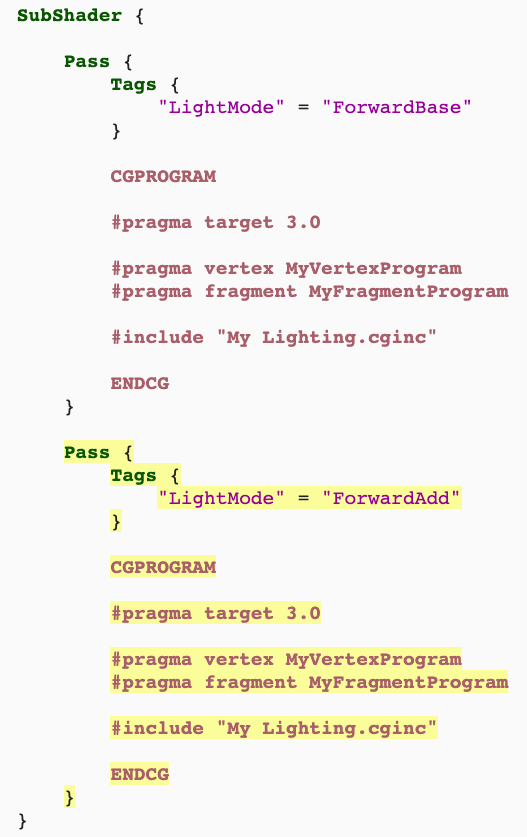 SubShader {
Pass {
Tags {
"LightMode" = "ForwardBase"
}
CGPROGRAM
#pragma target 3.0
#pragma vertex MyVertexProgram
#pragma fragment MyFragmentProgram
#include "My Lighting.cginc"
ENDCG
}
Pass {
Tags {
"LightMode" = "ForwardAdd"
}
CGPROGRAM
#pragma target 3.0
#pragma vertex MyVertexProgram
#pragma fragment MyFragmentProgram
#include "My Lighting.cginc"
ENDCG
}
}